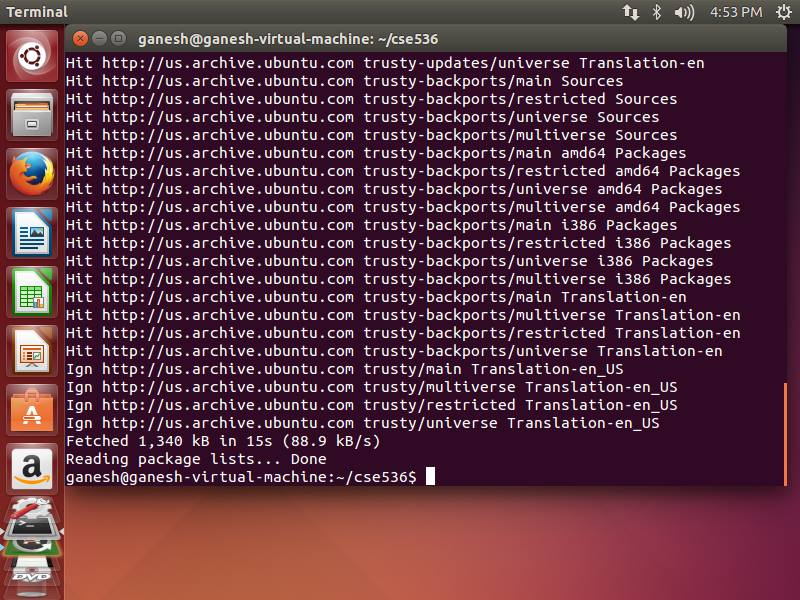 Terminal
4:53 PM
ganesh@ganesh-virtual-machine: ~/cse536
Hit http://us.archive.ubuntu.com trusty-updates/universe Translation-en
Hit http://us.archive.ubuntu.com trusty-backports/main Sources
Hit http://us.archive.ubuntu.com trusty-backports/restricted Sources
Hit http://us.archive.ubuntu.com trusty-backports/universe Sources
Hit http://us.archive.ubuntu.com trusty-backports/multiverse Sources
Hit http://us.archive.ubuntu.com trusty-backports/main amd64 Packages
Hit http://us.archive.ubuntu.com trusty-backports/restricted amd64 Packages
Hit http://us.archive.ubuntu.com trusty-backports/universe amd64 Packages
Hit http://us.archive.ubuntu.com trusty-backports/multiverse amd64 Packages
Hit http://us.archive.ubuntu.com trusty-backports/main i386 Packages
Hit http://us.archive.ubuntu.com trusty-backports/restricted i386 Packages
Hit http://us.archive.ubuntu.com trusty-backports/universe i386 Packages
Hit http://us.archive.ubuntu.com trusty-backports/multiverse i386 Packages
Hit http://us.archive.ubuntu.com trusty-backports/main Translation-en
Hit http://us.archive.ubuntu.com trusty-backports/multiverse Translation-en
Hit http://us.archive.ubuntu.com trusty-backports/restricted Translation-en
Hit http://us.archive.ubuntu.com trusty-backports/universe Translation-en
Ign http://us.archive.ubuntu.com trusty/main Translation-en_US
Ign http://us.archive.ubuntu.com trusty/multiverse Translation-en_US
Ign http://us.archive.ubuntu.com trusty/restricted Translation-en_US
Ign http://us.archive.ubuntu.com trusty/universe Translation-en_US
Fetched 1,340 kB in 15s (88.9 kB/s)
Reading package lists... Done
ganesh@ganesh-virtual-machine:~/cse536$
a
DVD